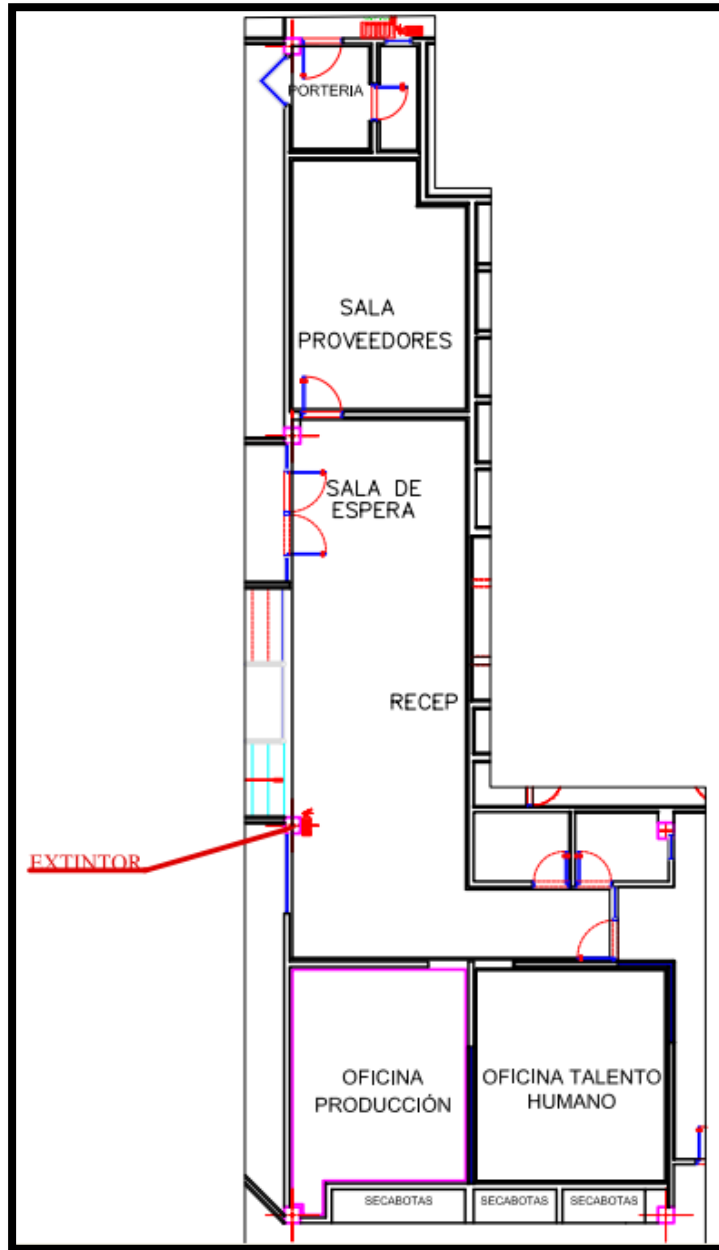 PORTERIA
SALA
PROVEEDORES
SALA DE
ESPERA
RECEP
EXTINTOR
OFICINA
PRODUCCIÓN
OFICINA TALENTO
HUMANO
SECABOTAS
SECABOTAS
SECABOTAS